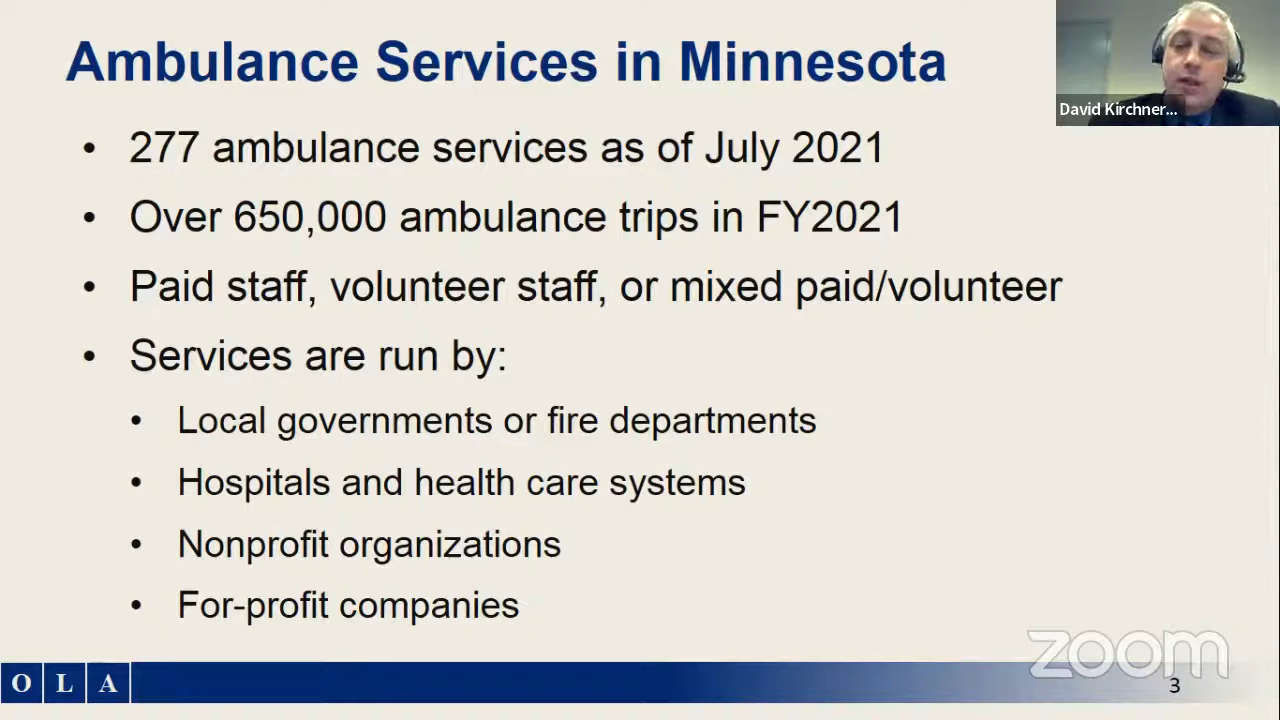 Ambulance Services in Minnesota
David Kirchner...
• 277 ambulance services as of July 2021
• Over 650,000 ambulance trips in FY2021
• Paid staff, volunteer staff, or mixed paid/volunteer
• Services are run by:
• Local governments or fire departments
• Hospitals and health care systems
• Nonprofit organizations
• For-profit companies
zoom
O L A
3